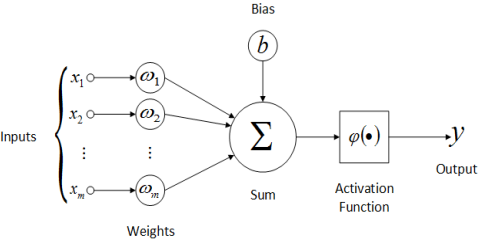 Bias
b
x₁ ω₁
x₂ ω₂
Inputs
⋮ ⋮
Σ φ(•) y
Output
xₘ ωₘ
Sum
Activation
Function
Weights